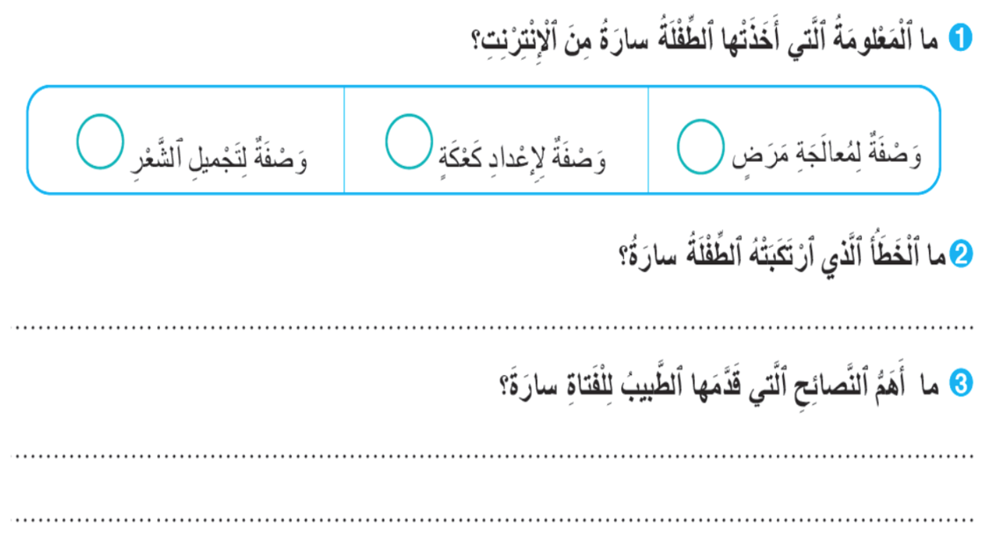 1 ما ٱلْمَعْلومَةُ ٱلَّتي أَخَذَتْها ٱلطِّفْلَةُ سارَةُ مِنَ ٱلْإِنْتِرْنِتِ؟
وَصْفَةٌ لِمُعالَجَةِ مَرَضٍ وَصْفَةٌ لِإِعْدادِ كَعْكَةٍ وَصْفَةٌ لِتَجْميلِ ٱلشَّعْرِ
2 ما ٱلْخَطَأُ ٱلَّذي ٱرْتَكَبَتْهُ ٱلطِّفْلَةُ سارَةُ؟
3 ما أَهَمُّ ٱلنَّصائِحِ ٱلَّتي قَدَّمَها ٱلطَّبيبُ لِلْفَتاةِ سارَةَ؟